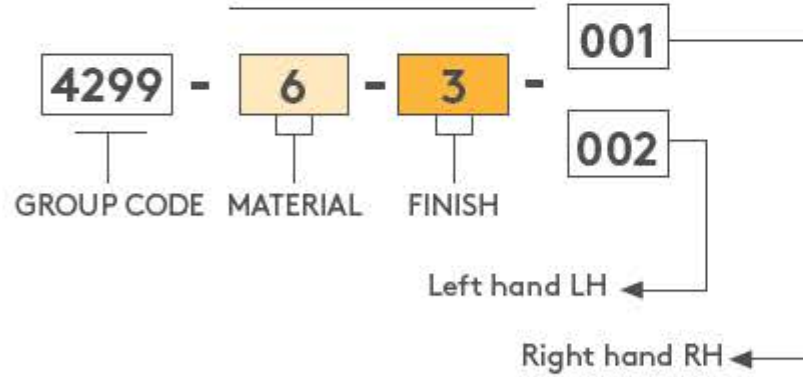 001
4299 - 6 - 3 -
002
GROUP CODE MATERIAL FINISH
Left hand LH
Right hand RH